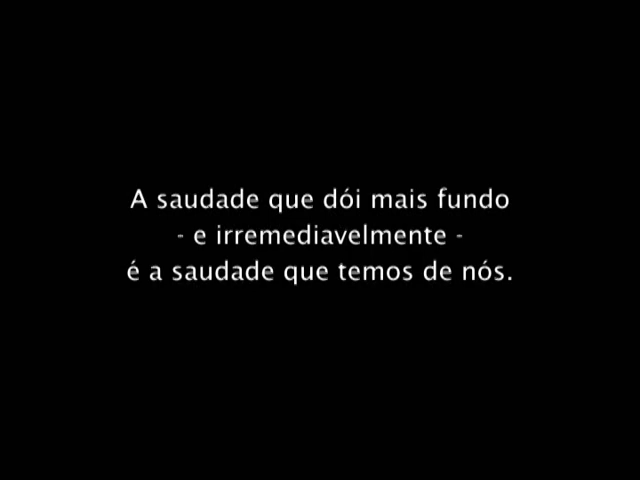 A saudade que dói mais fundo
- e irremediavelmente -
é a saudade que temos de nós.